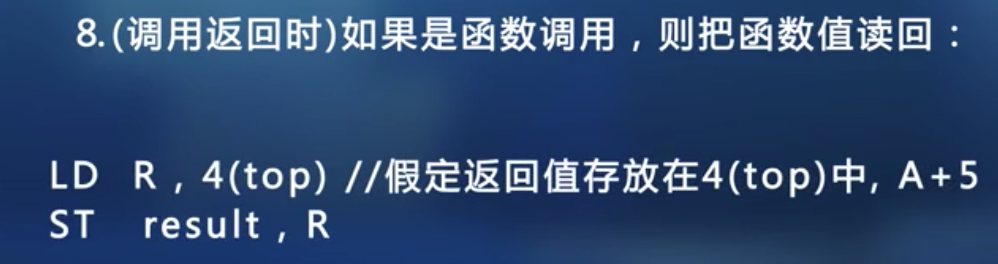 8.(调用返回时)如果是函数调用，则把函数值读回：
LD R , 4(top) //假定返回值存放在4(top)中, A+5
ST result , R